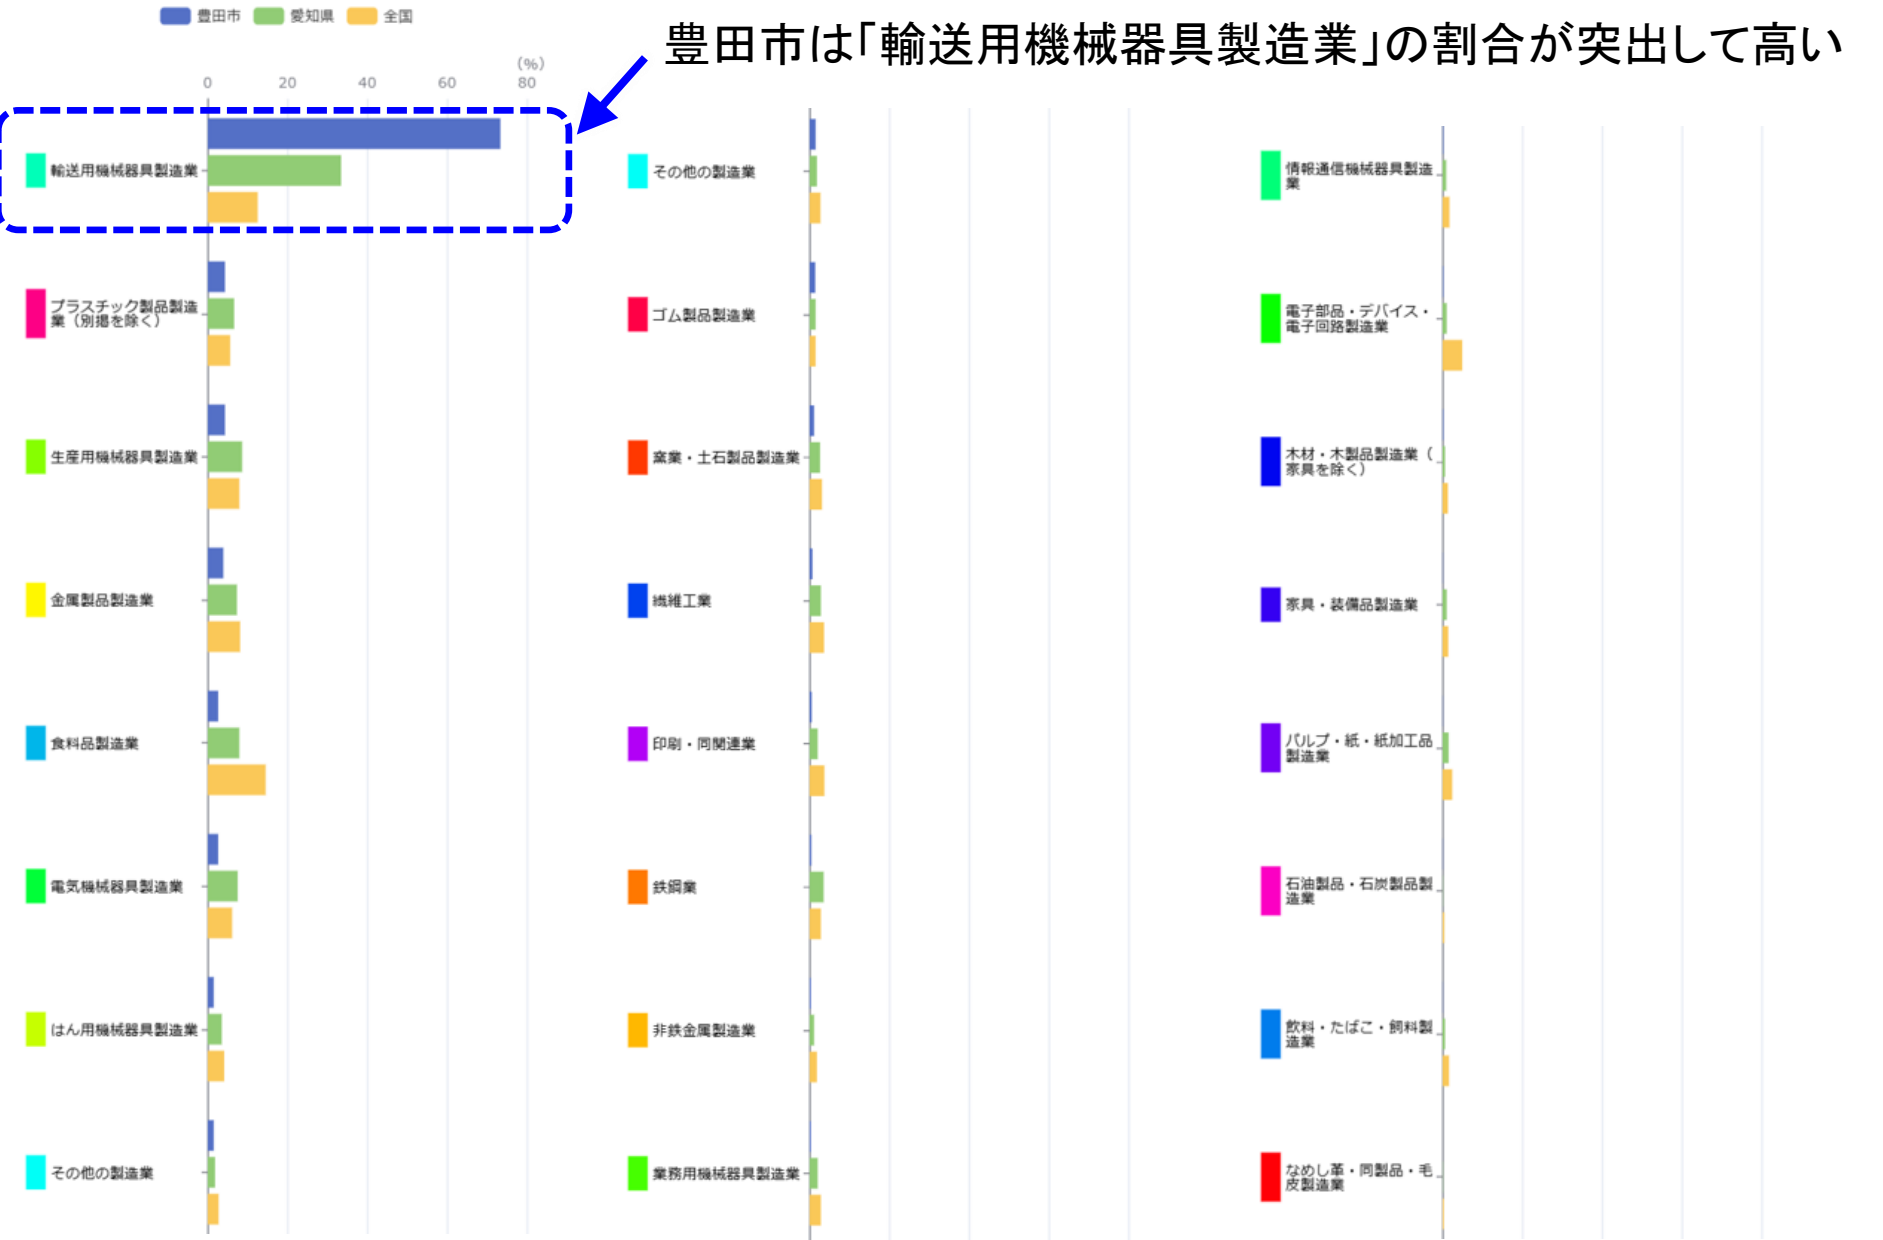 豊田市 愛知県 全国
豊田市は「輸送用機械器具製造業」の割合が突出して高い
(%)
0 20 40 60 80
輸送用機械器具製造業
プラスチック製品製造
業（別掲を除く）
生産用機械器具製造業
金属製品製造業
食料品製造業
電気機械器具製造業
はん用機械器具製造業
その他の製造業
その他の製造業
ゴム製品製造業
窯業・土石製品製造業
繊維工業
印刷・同関連業
鉄鋼業
非鉄金属製造業
業務用機械器具製造業
情報通信機械器具製造
業
電子部品・デバイス・
電子回路製造業
木材・木製品製造業（
家具を除く）
家具・装備品製造業
パルプ・紙・紙加工品
製造業
石油製品・石炭製品製
造業
飲料・たばこ・飼料製
造業
なめし革・同製品・毛
皮製造業